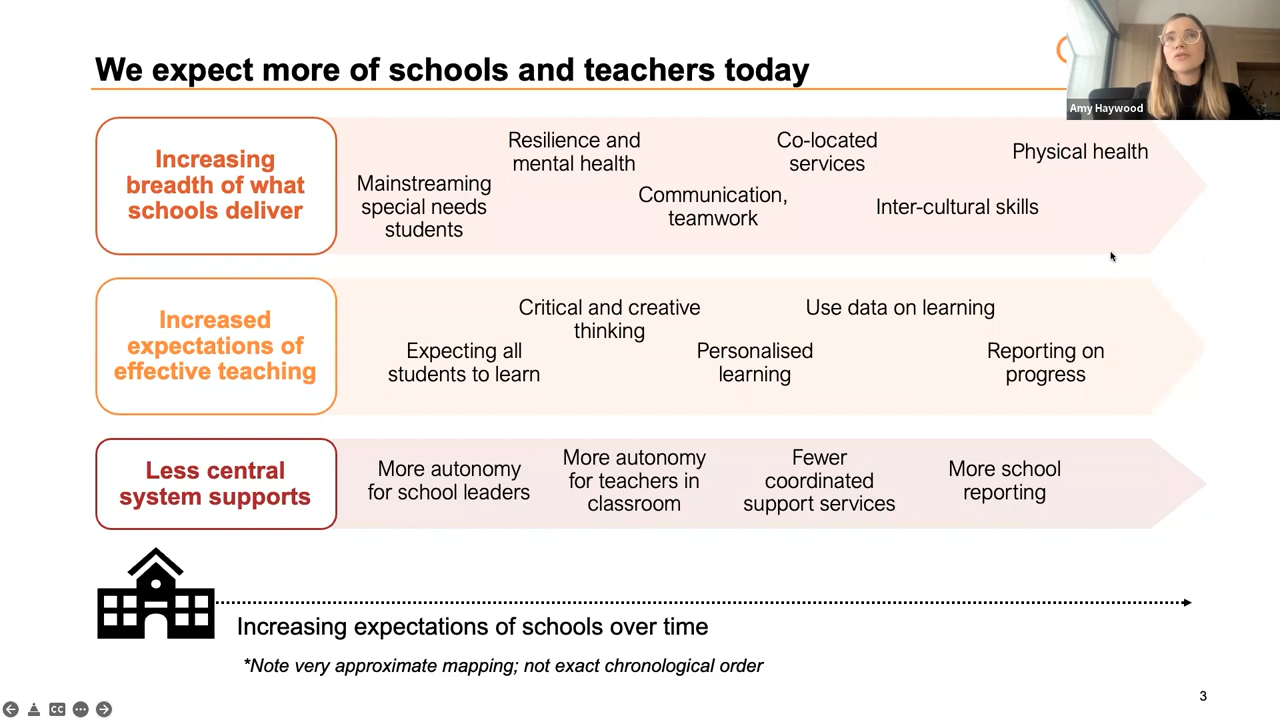 We expect more of schools and teachers today
Amy Haywood
Increasing
breadth of what
schools deliver
Mainstreaming
special needs
students
Resilience and
mental health
Communication,
teamwork
Co-located
services
Inter-cultural skills
Physical health
Increased
expectations of
effective teaching
Expecting all
students to learn
Critical and creative
thinking
Personalised
learning
Use data on learning
Reporting on
progress
Less central
system supports
More autonomy
for school leaders
More autonomy
for teachers in
classroom
Fewer
coordinated
support services
More school
reporting
Increasing expectations of schools over time
*Note very approximate mapping; not exact chronological order
3
CC